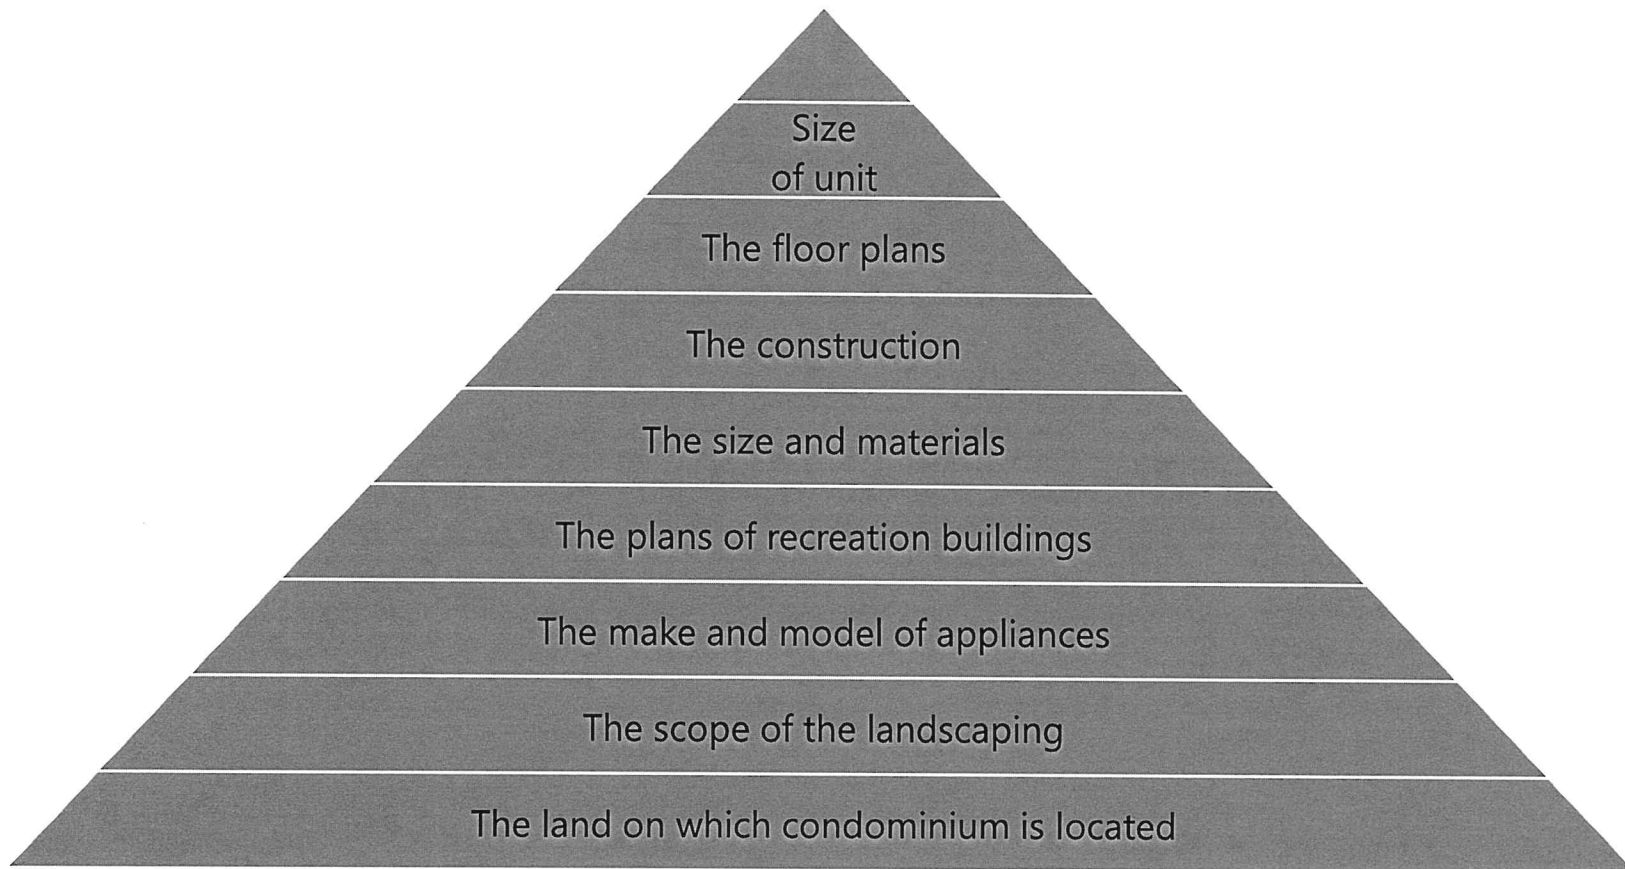 Size
of unit
The floor plans
The construction
The size and materials
The plans of recreation buildings
The make and model of appliances
The scope of the landscaping
The land on which condominium is located